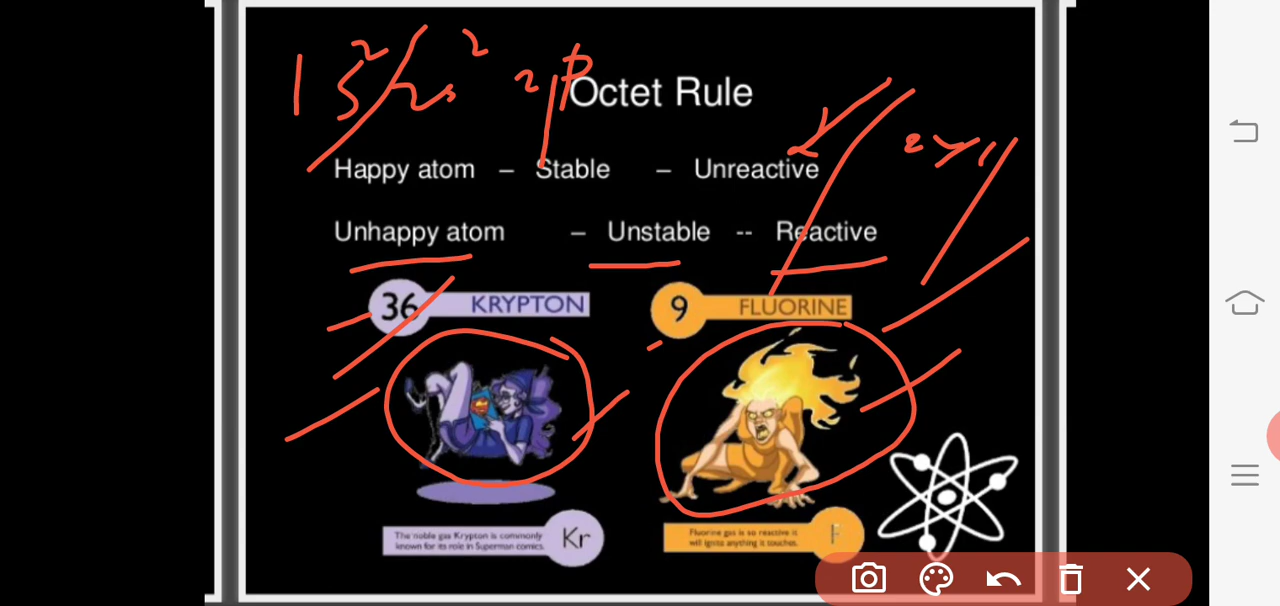 1s² 2s² 2p
Octet Rule
Happy atom – Stable – Unreactive
Unhappy atom – Unstable -- Reactive
36 KRYPTON
9 FLUORINE
The noble gas Krypton is commonly
known for its role in Superman comics.
Kr
Fluorine gas is so reactive it
will ignite anything it touches.
F